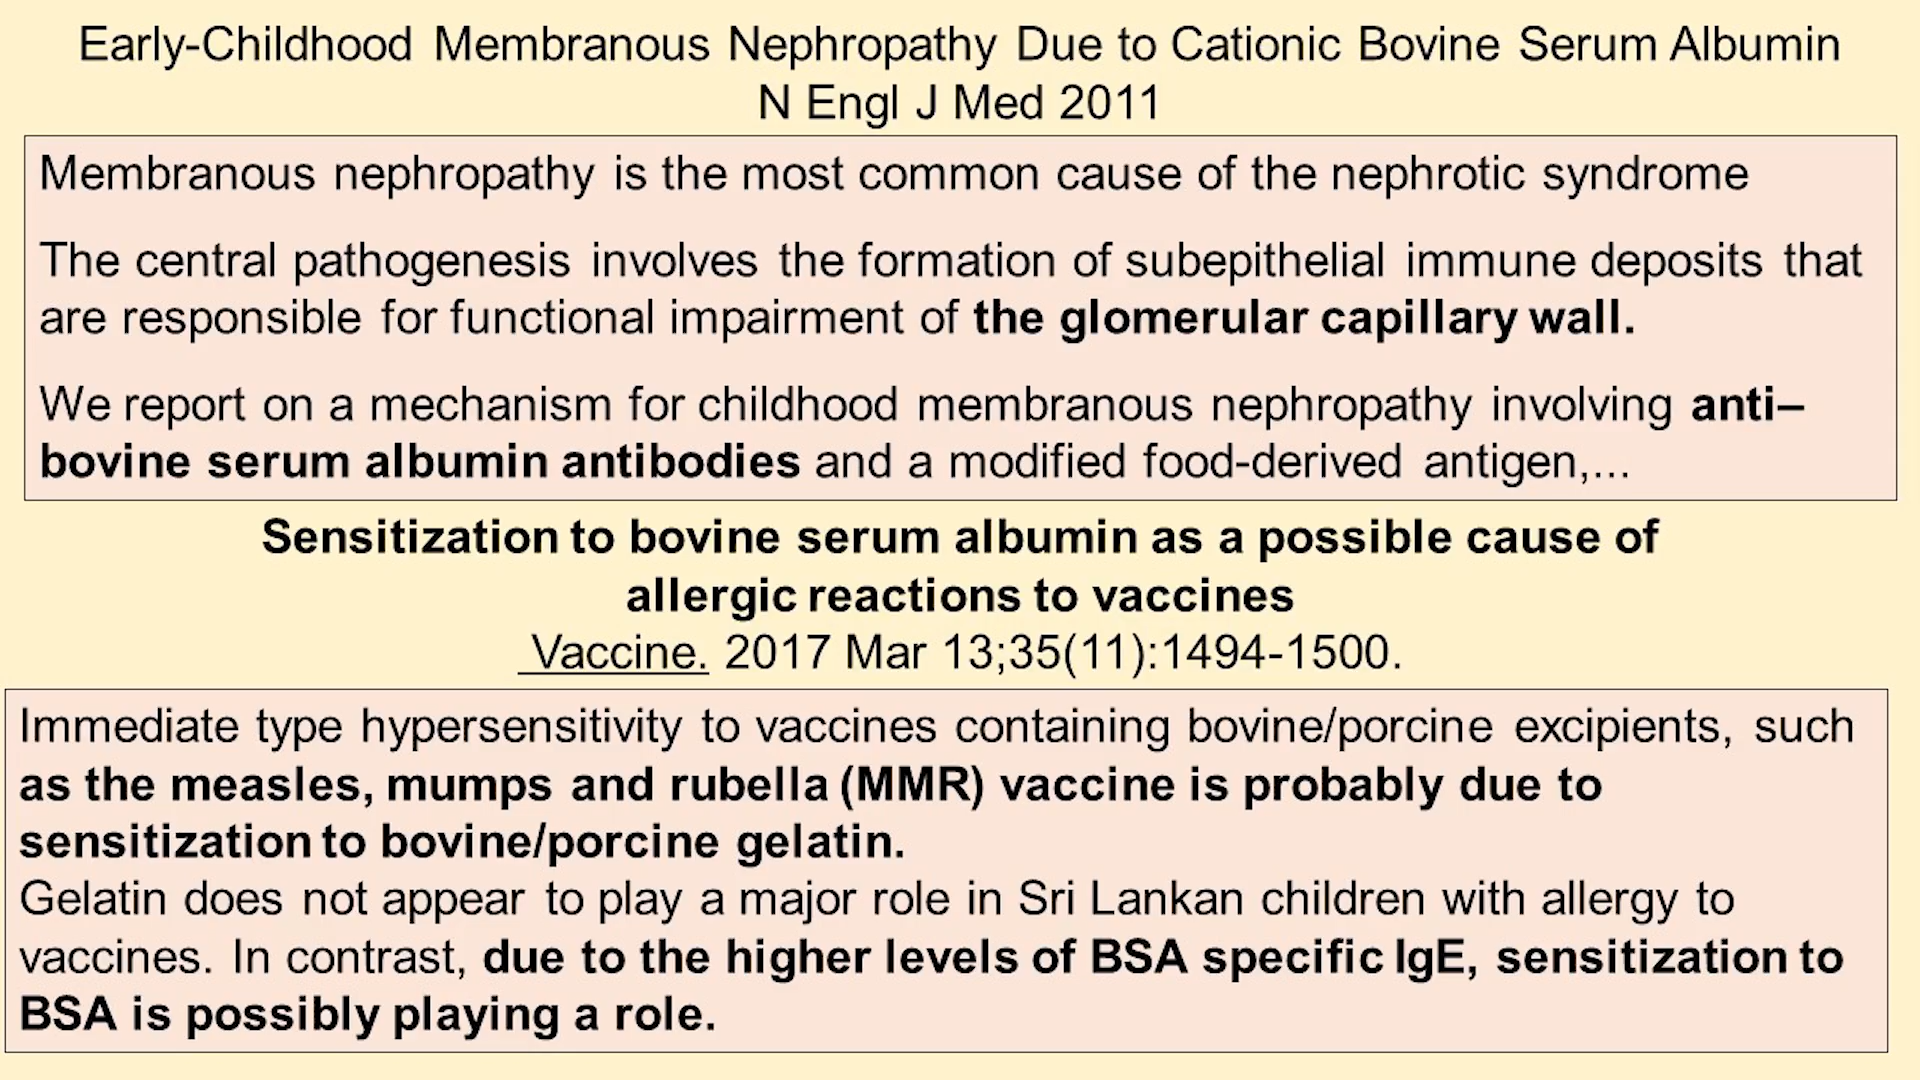 Early-Childhood Membranous Nephropathy Due to Cationic Bovine Serum Albumin
N Engl J Med 2011
Membranous nephropathy is the most common cause of the nephrotic syndrome
The central pathogenesis involves the formation of subepithelial immune deposits that
are responsible for functional impairment of the glomerular capillary wall.
We report on a mechanism for childhood membranous nephropathy involving anti–
bovine serum albumin antibodies and a modified food-derived antigen,...
Sensitization to bovine serum albumin as a possible cause of
allergic reactions to vaccines
Vaccine. 2017 Mar 13;35(11):1494-1500.
Immediate type hypersensitivity to vaccines containing bovine/porcine excipients, such
as the measles, mumps and rubella (MMR) vaccine is probably due to
sensitization to bovine/porcine gelatin.
Gelatin does not appear to play a major role in Sri Lankan children with allergy to
vaccines. In contrast, due to the higher levels of BSA specific IgE, sensitization to
BSA is possibly playing a role.